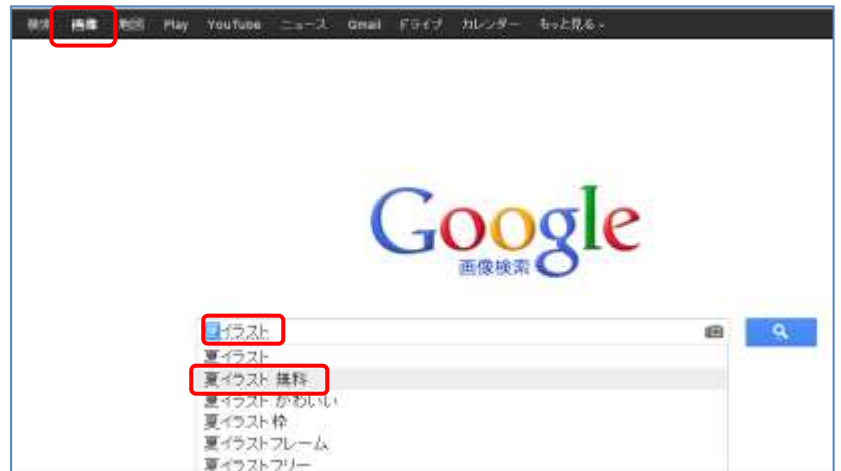 検索 画像 地図 Play YouTube ニュース Gmail ドライブ カレンダー もっと見る
Google
画像検索
夏イラスト
夏イラスト
夏イラスト 無料
夏イラスト かわいい
夏イラスト 枠
夏イラストフレーム
夏イラストフリー